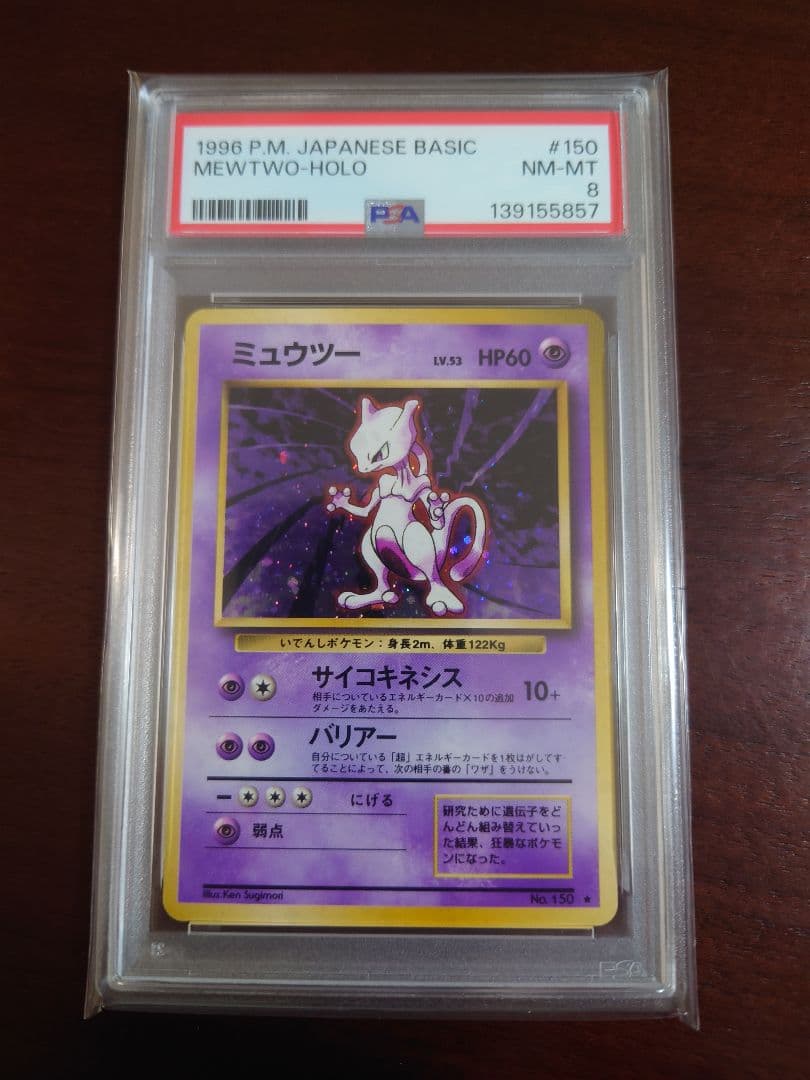 1996 P.M. JAPANESE BASIC #150
MEWTWO-HOLO NM-MT
8
PSA 139155857
ミュウツー LV.53 HP60
いでんしポケモン:身長2m、体重122Kg
サイコキネシス 10+
相手についているエネルギーカード×10の追加
ダメージをあたえる。
バリアー
自分についている「超」エネルギーカードを1枚はがしてす
てることによって、次の相手の番の「ワザ」をうけない。
ー にげる
弱点
研究ために遺伝子をど
んどん組み替えていっ
た結果、狂暴なポケモ
ンになった。
Illus.Ken Sugimori No. 150 ★
PSA